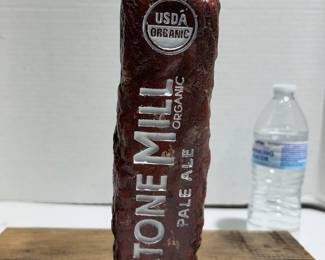 USDA
ORGANIC
TONE MILL
ORGANIC
PALE ALE